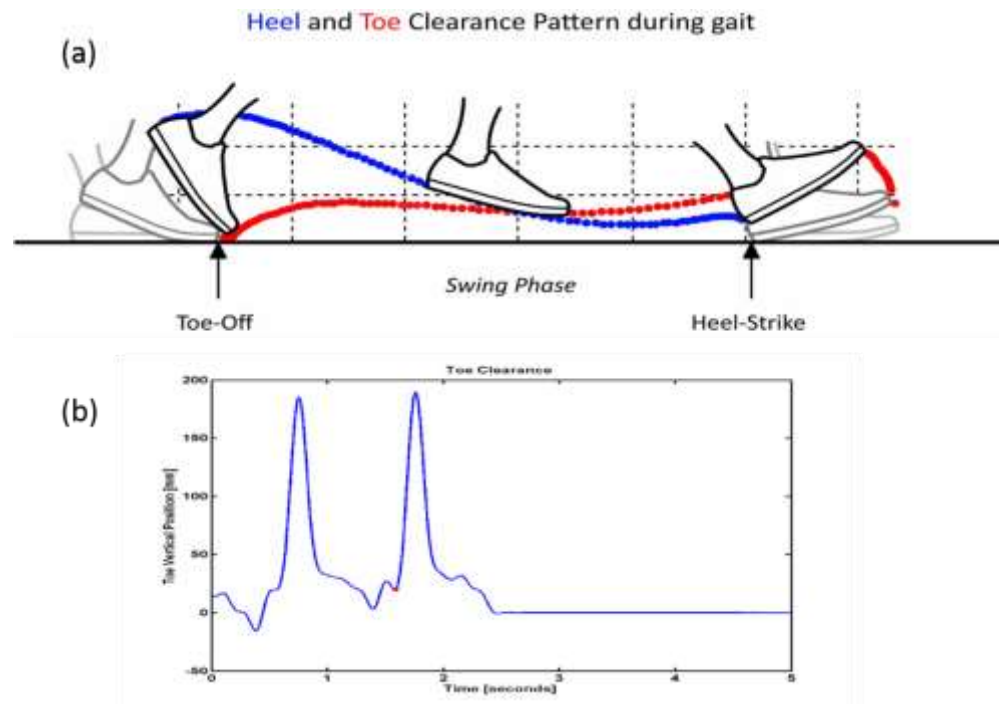 Heel and Toe Clearance Pattern during gait
(a)
Swing Phase
Toe-Off
Heel-Strike
(b)
Toe Clearance
Toe Vertical Position [mm]
200
150
100
50
0
-50
0
1
2
3
4
5
Time [seconds]